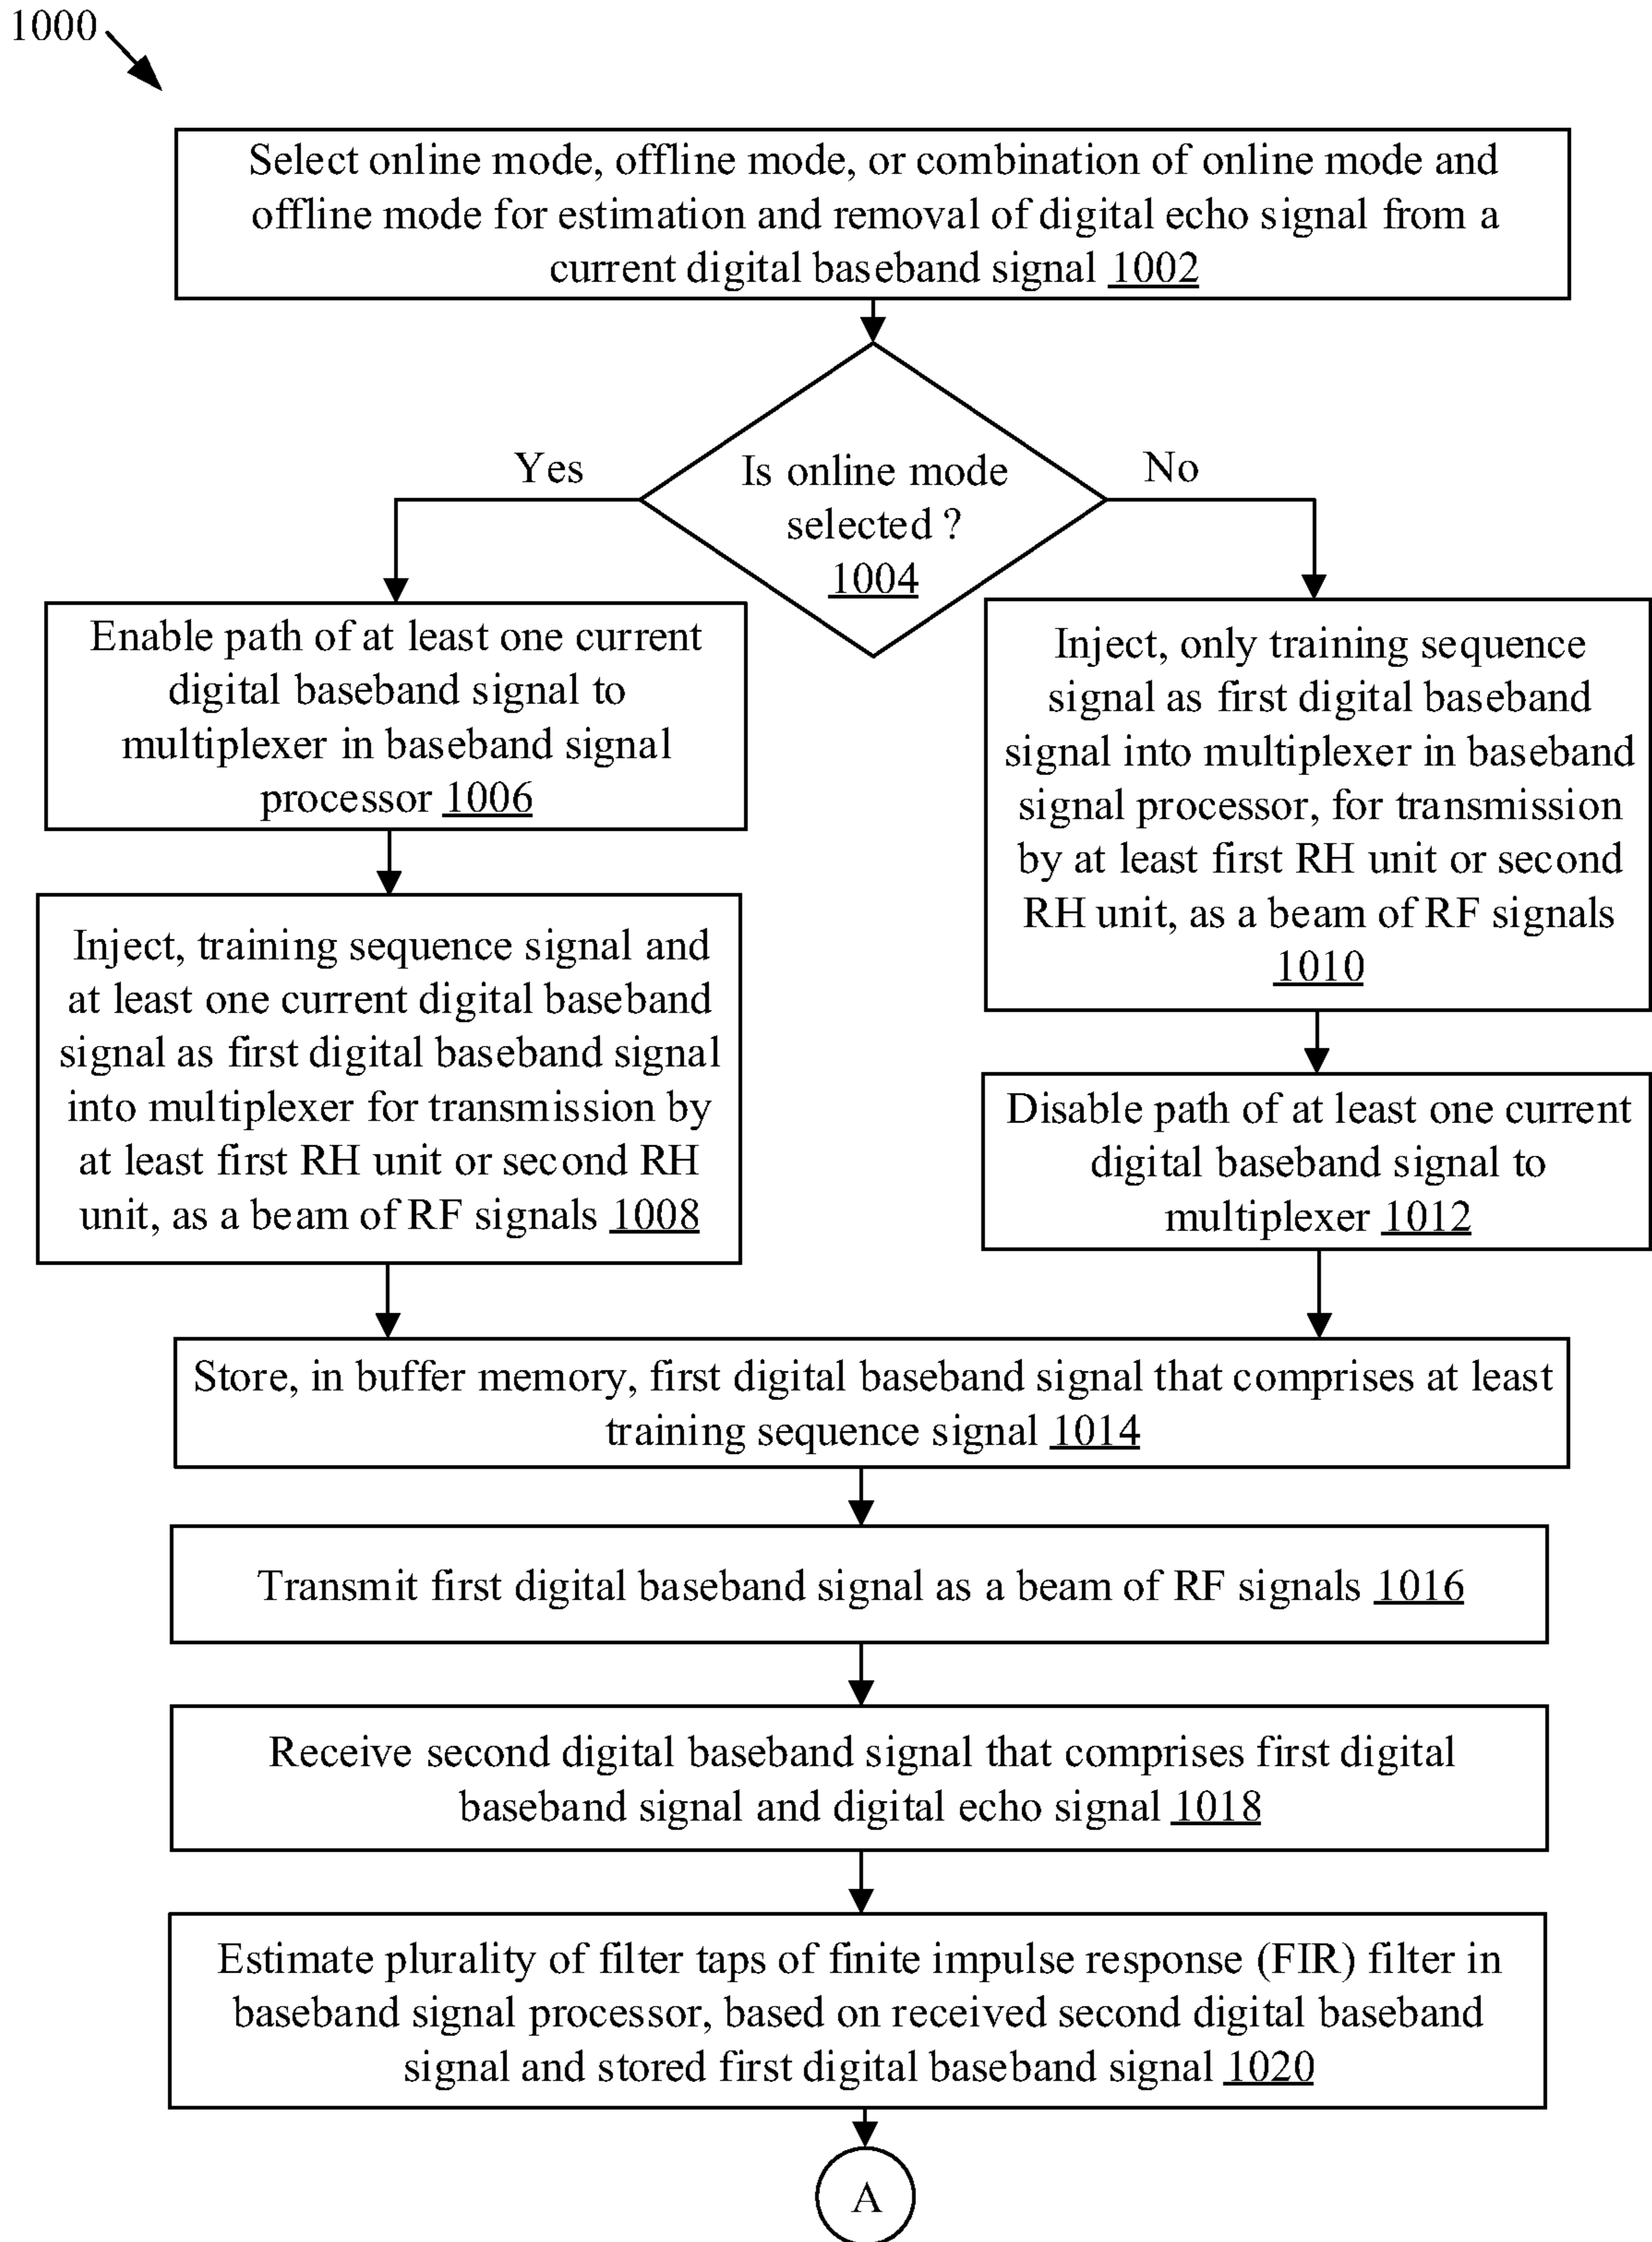 1000
Select online mode, offline mode, or combination of online mode and
offline mode for estimation and removal of digital echo signal from a
current digital baseband signal 1002
Is online mode
selected ?
1004
Yes
No
Enable path of at least one current
digital baseband signal to
multiplexer in baseband signal
processor 1006
Inject, training sequence signal and
at least one current digital baseband
signal as first digital baseband signal
into multiplexer for transmission by
at least first RH unit or second RH
unit, as a beam of RF signals 1008
Inject, only training sequence
signal as first digital baseband
signal into multiplexer in baseband
signal processor, for transmission
by at least first RH unit or second
RH unit, as a beam of RF signals
1010
Disable path of at least one current
digital baseband signal to
multiplexer 1012
Store, in buffer memory, first digital baseband signal that comprises at least
training sequence signal 1014
Transmit first digital baseband signal as a beam of RF signals 1016
Receive second digital baseband signal that comprises first digital
baseband signal and digital echo signal 1018
Estimate plurality of filter taps of finite impulse response (FIR) filter in
baseband signal processor, based on received second digital baseband
signal and stored first digital baseband signal 1020
A